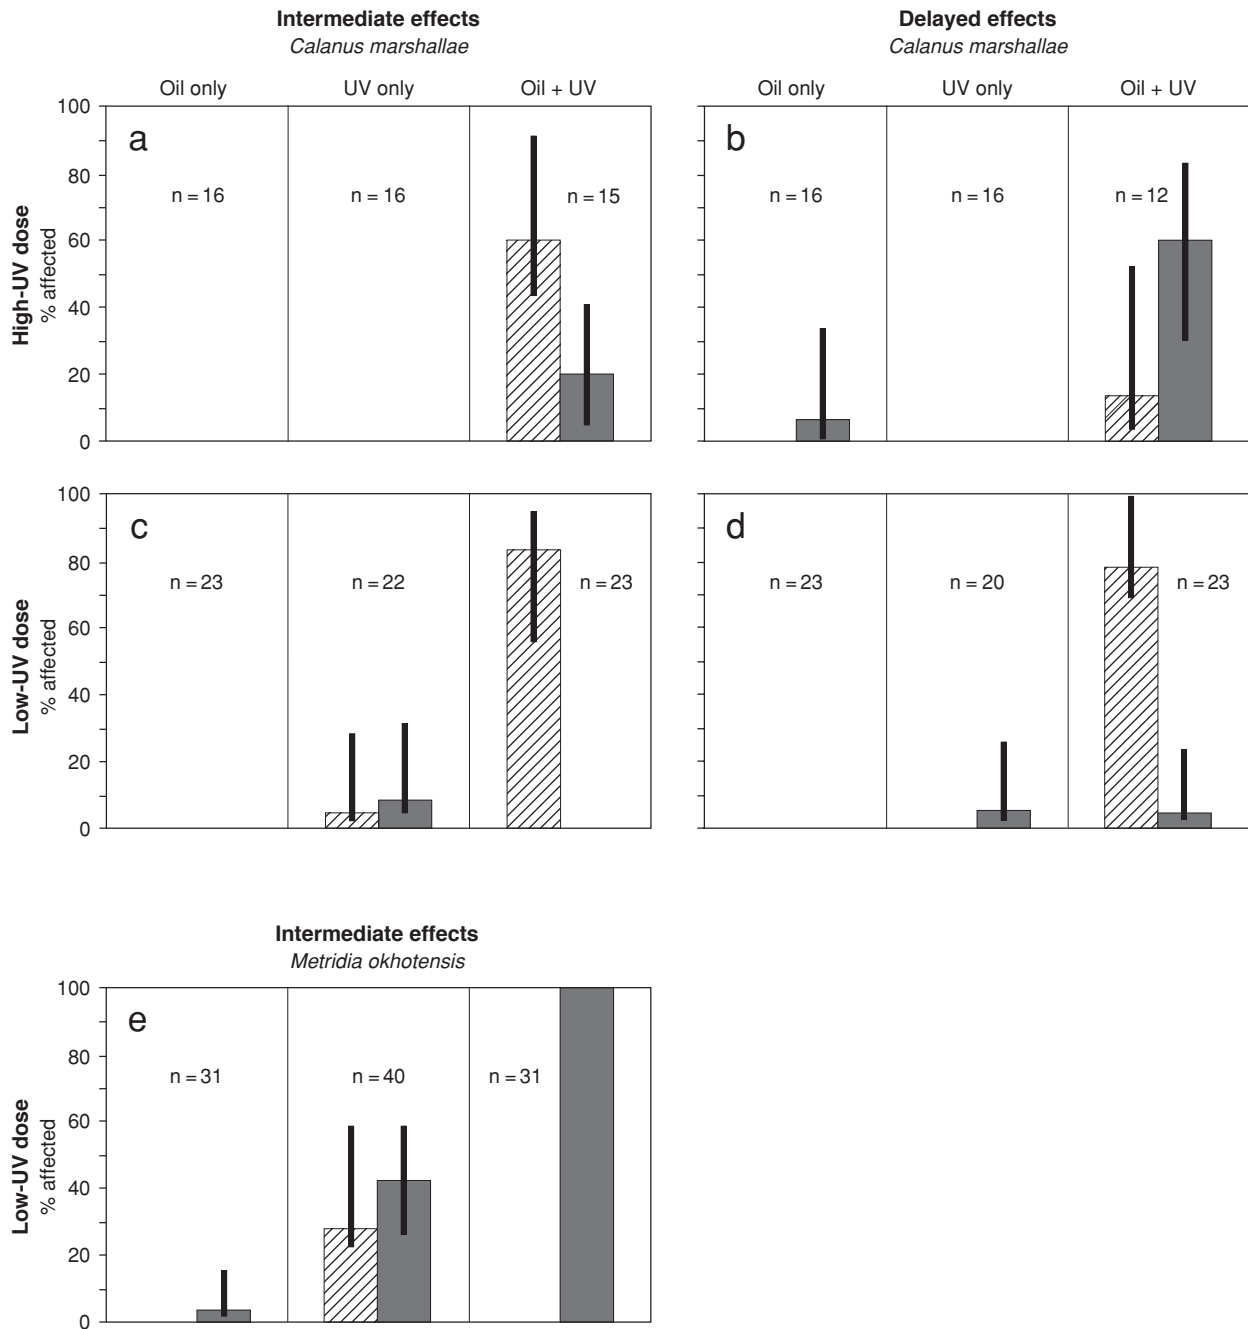 Intermediate effects
Calanus marshallae
Delayed effects
Calanus marshallae
Oil only
UV only
Oil + UV
Oil only
UV only
Oil + UV
High-UV dose
% affected
100
80
60
40
20
0
a
n = 16
n = 16
n = 15
b
n = 16
n = 16
n = 12
Low-UV dose
% affected
100
80
60
40
20
0
c
n = 23
n = 22
n = 23
d
n = 23
n = 20
n = 23
Intermediate effects
Metridia okhotensis
Low-UV dose
% affected
100
80
60
40
20
0
e
n = 31
n = 40
n = 31